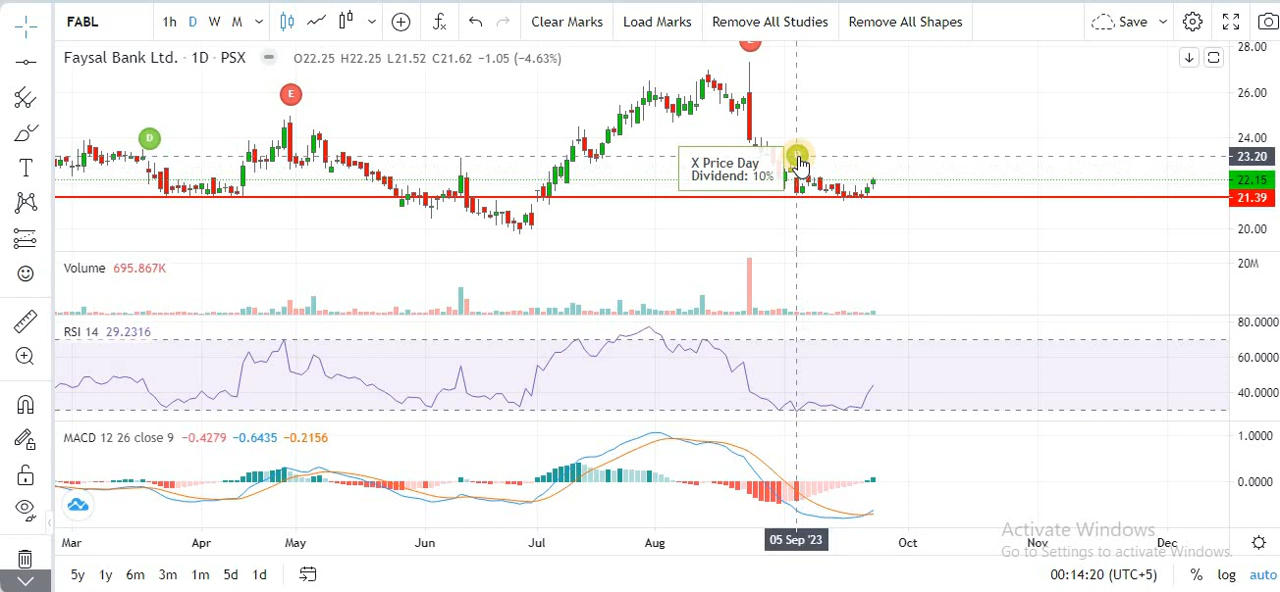 FABL 1h D W M Clear Marks Load Marks Remove All Studies Remove All Shapes Save
Faysal Bank Ltd. · 1D · PSX O22.25 H22.25 L21.52 C21.62 −1.05 (−4.63%)
28.00
E
E
26.00
D
24.00
23.20
X Price Day
Dividend: 10%
22.15
21.39
20.00
Volume 695.867K
20M
RSI 14 29.2316
80.0000
60.0000
40.0000
MACD 12 26 close 9 −0.4279 −0.6435 −0.2156
1.0000
0.0000
Activate Windows
Go to Settings to activate Windows.
Mar Apr May Jun Jul Aug 05 Sep '23 Oct Nov Dec
5y 1y 6m 3m 1m 5d 1d 00:14:20 (UTC+5) % log auto